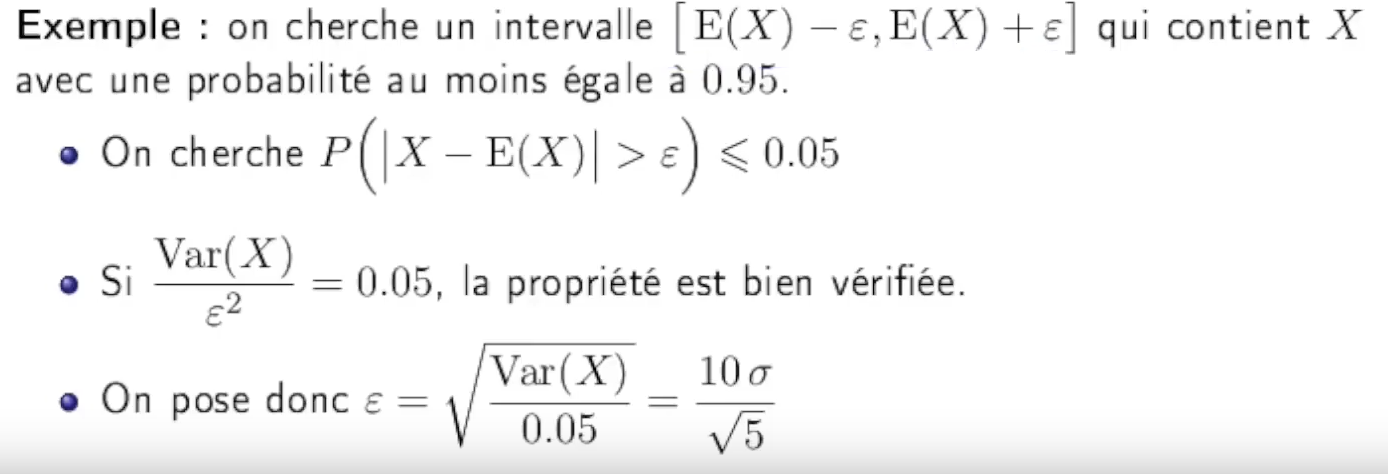 Exemple : on cherche un intervalle [E(X) − ε, E(X) + ε] qui contient X
avec une probabilité au moins égale à 0.95.
• On cherche P(|X − E(X)| > ε) ⩽ 0.05
• Si Var(X)/ε² = 0.05, la propriété est bien vérifiée.
• On pose donc ε = √(Var(X)/0.05) = 10 σ/√5